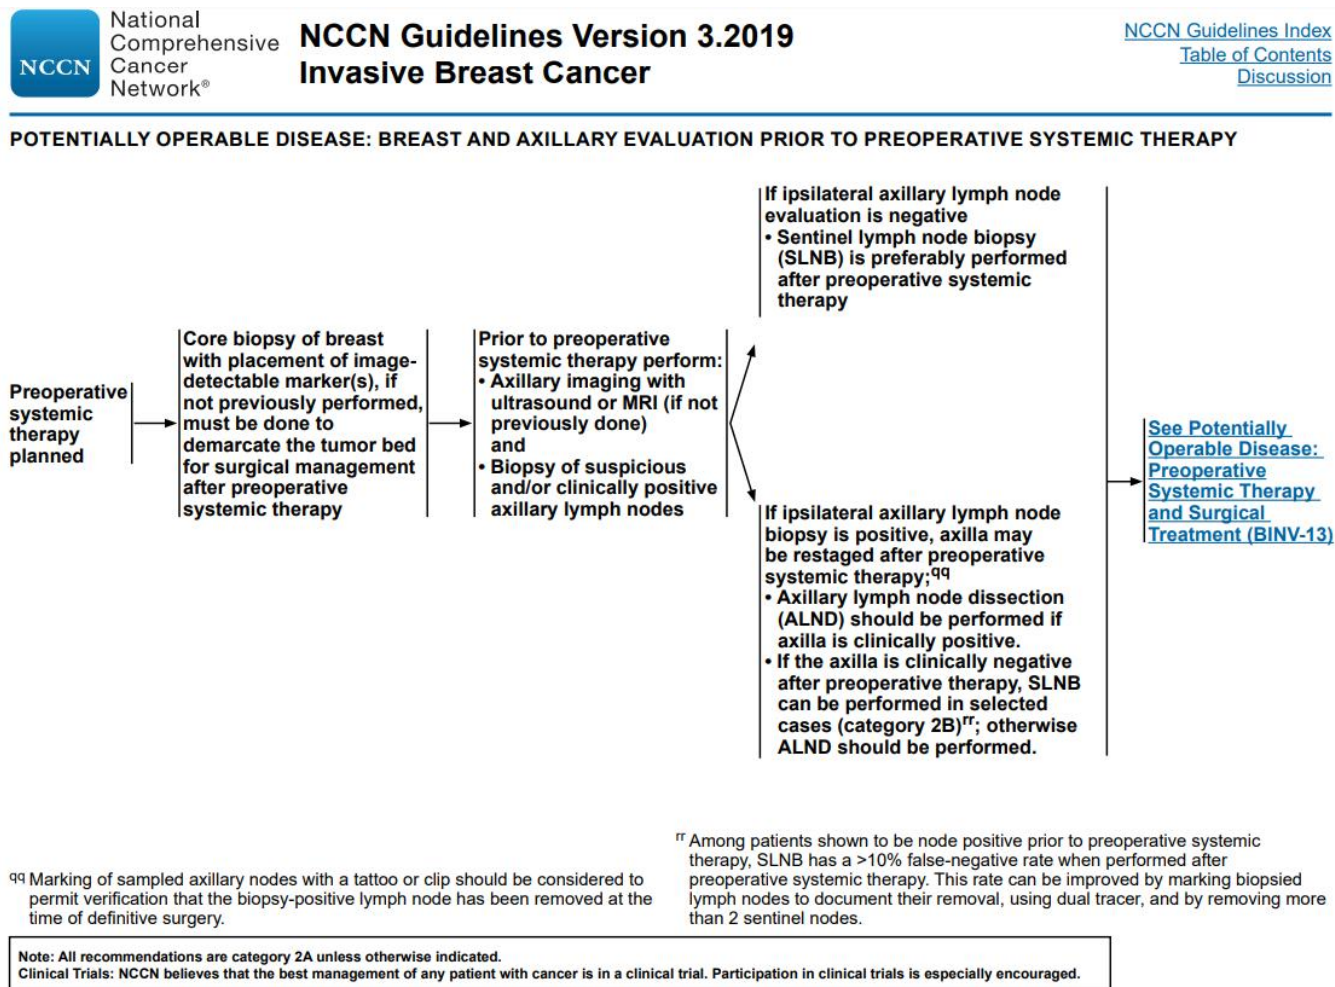 NCCN
National
Comprehensive
Cancer
Network®
NCCN Guidelines Version 3.2019
Invasive Breast Cancer
NCCN Guidelines Index
Table of Contents
Discussion
POTENTIALLY OPERABLE DISEASE: BREAST AND AXILLARY EVALUATION PRIOR TO PREOPERATIVE SYSTEMIC THERAPY
Preoperative
systemic
therapy
planned
Core biopsy of breast
with placement of image-
detectable marker(s), if
not previously performed,
must be done to
demarcate the tumor bed
for surgical management
after preoperative
systemic therapy
Prior to preoperative
systemic therapy perform:
• Axillary imaging with
ultrasound or MRI (if not
previously done)
and
• Biopsy of suspicious
and/or clinically positive
axillary lymph nodes
If ipsilateral axillary lymph node
evaluation is negative
• Sentinel lymph node biopsy
(SLNB) is preferably performed
after preoperative systemic
therapy
If ipsilateral axillary lymph node
biopsy is positive, axilla may
be restaged after preoperative
systemic therapy;qq
• Axillary lymph node dissection
(ALND) should be performed if
axilla is clinically positive.
• If the axilla is clinically negative
after preoperative therapy, SLNB
can be performed in selected
cases (category 2B)rr; otherwise
ALND should be performed.
See Potentially
Operable Disease:
Preoperative
Systemic Therapy
and Surgical
Treatment (BINV-13)
qq Marking of sampled axillary nodes with a tattoo or clip should be considered to
permit verification that the biopsy-positive lymph node has been removed at the
time of definitive surgery.
rr Among patients shown to be node positive prior to preoperative systemic
therapy, SLNB has a >10% false-negative rate when performed after
preoperative systemic therapy. This rate can be improved by marking biopsied
lymph nodes to document their removal, using dual tracer, and by removing more
than 2 sentinel nodes.
Note: All recommendations are category 2A unless otherwise indicated.
Clinical Trials: NCCN believes that the best management of any patient with cancer is in a clinical trial. Participation in clinical trials is especially encouraged.